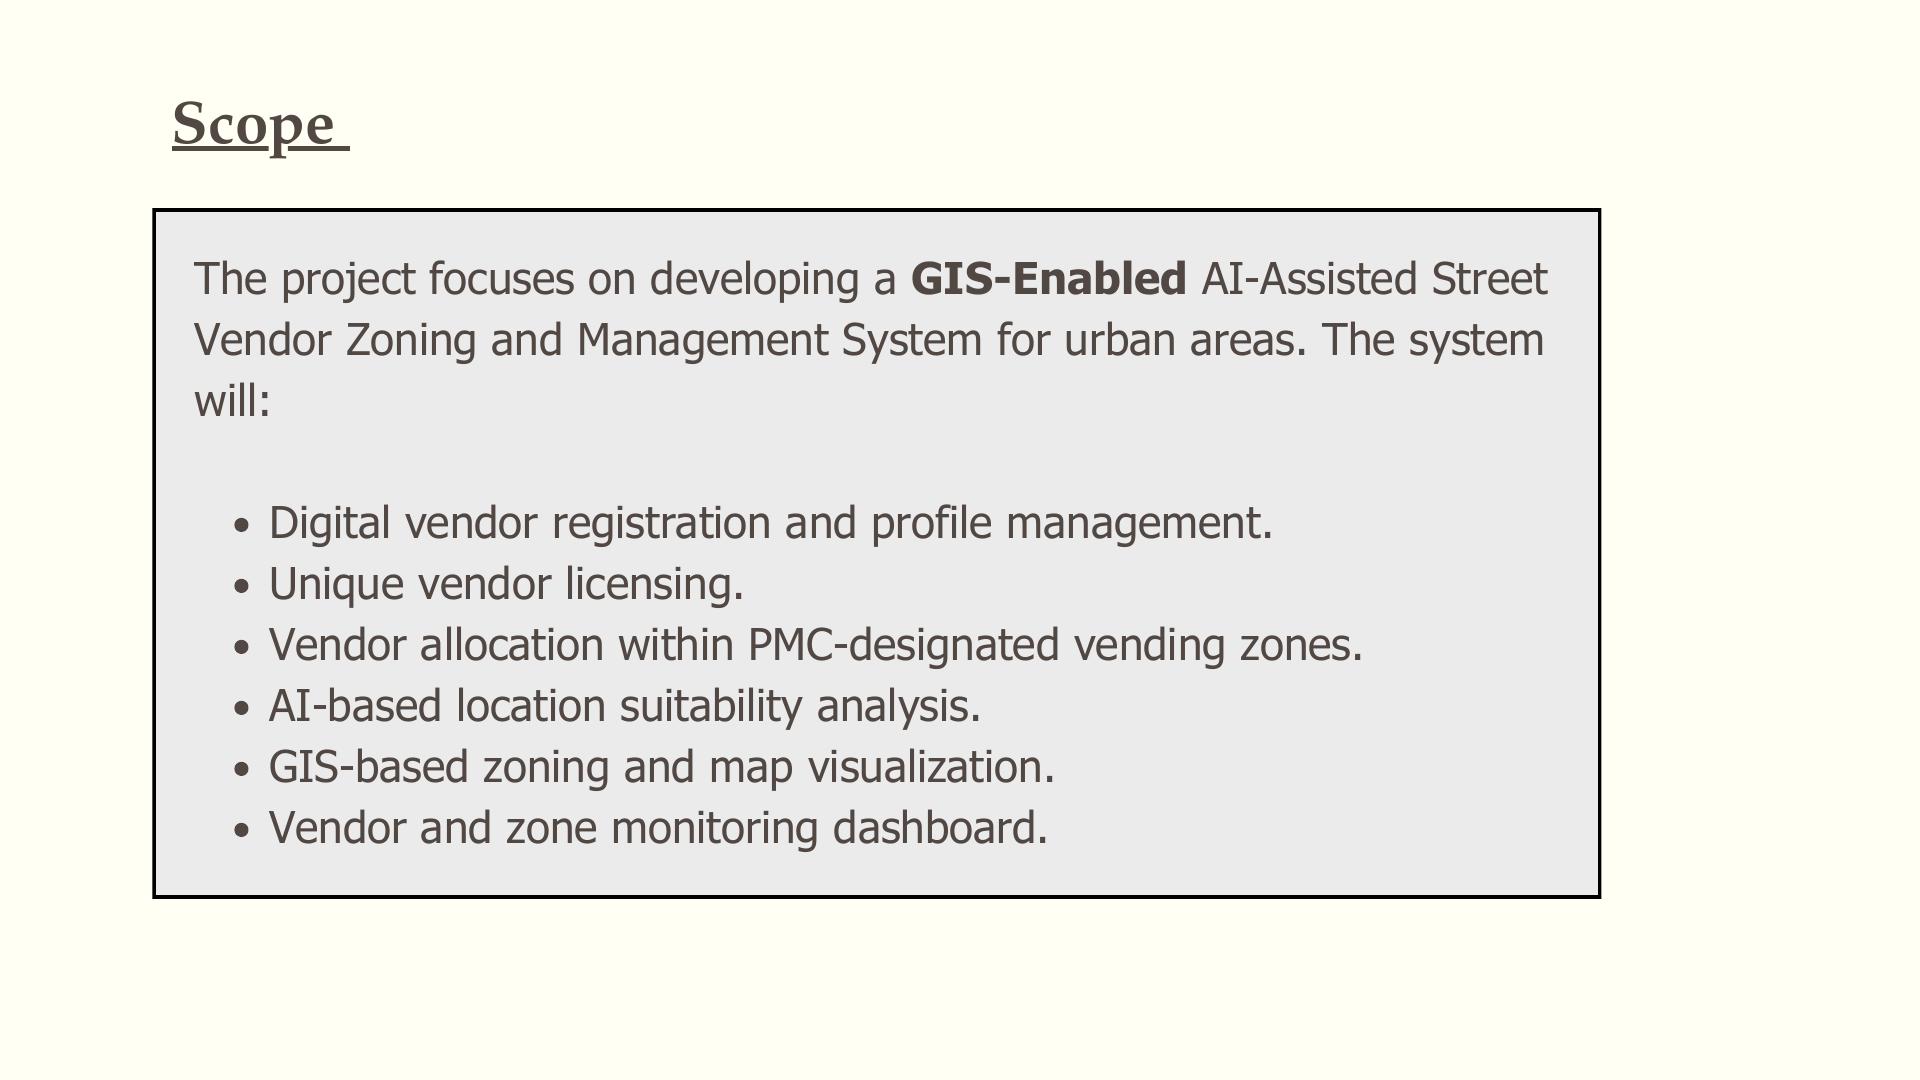 Scope
The project focuses on developing a GIS-Enabled AI-Assisted Street
Vendor Zoning and Management System for urban areas. The system
will:
• Digital vendor registration and profile management.
• Unique vendor licensing.
• Vendor allocation within PMC-designated vending zones.
• AI-based location suitability analysis.
• GIS-based zoning and map visualization.
• Vendor and zone monitoring dashboard.